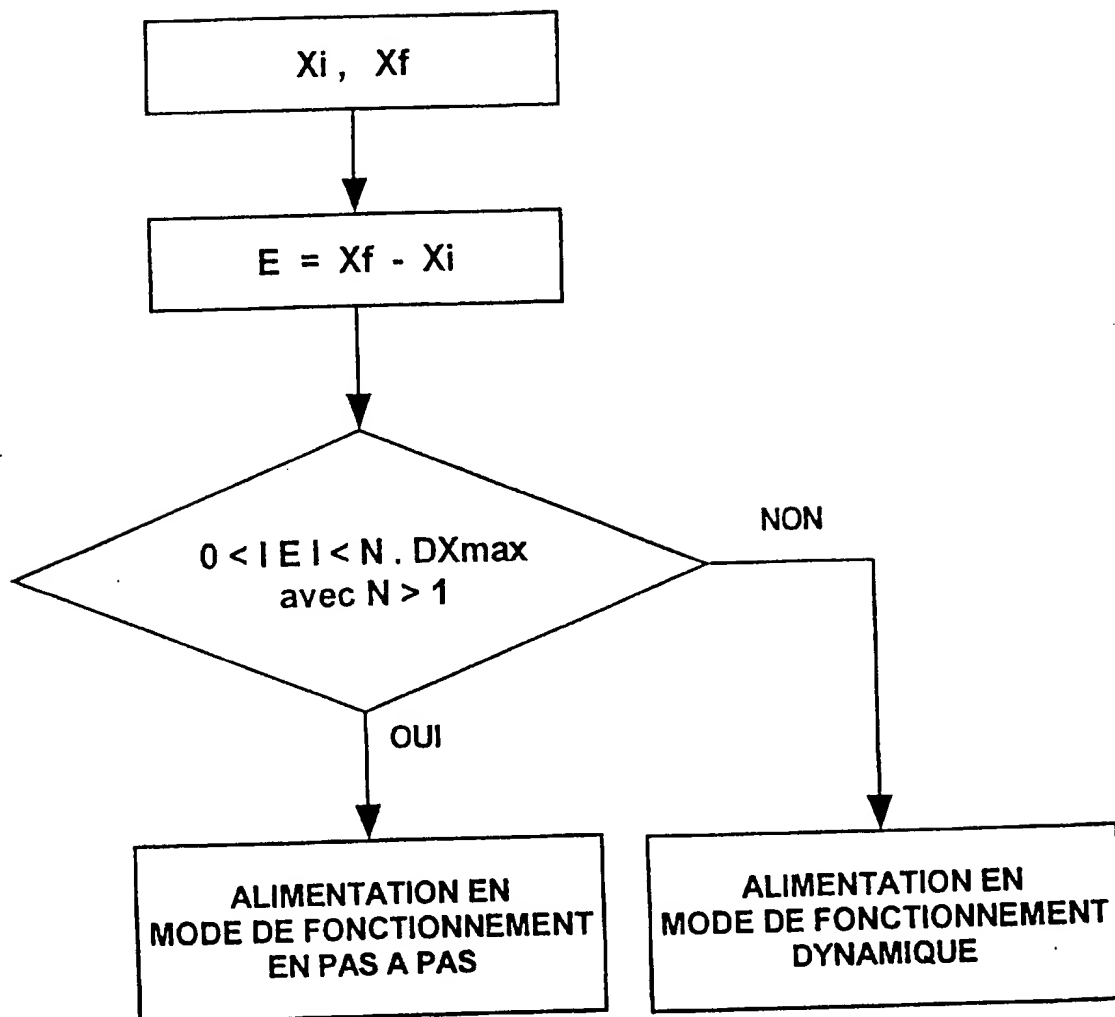 Xi , Xf
E = Xf - Xi
0 < I E I < N . DXmax
avec N > 1
NON
OUI
ALIMENTATION EN
MODE DE FONCTIONNEMENT
EN PAS A PAS
ALIMENTATION EN
MODE DE FONCTIONNEMENT
DYNAMIQUE